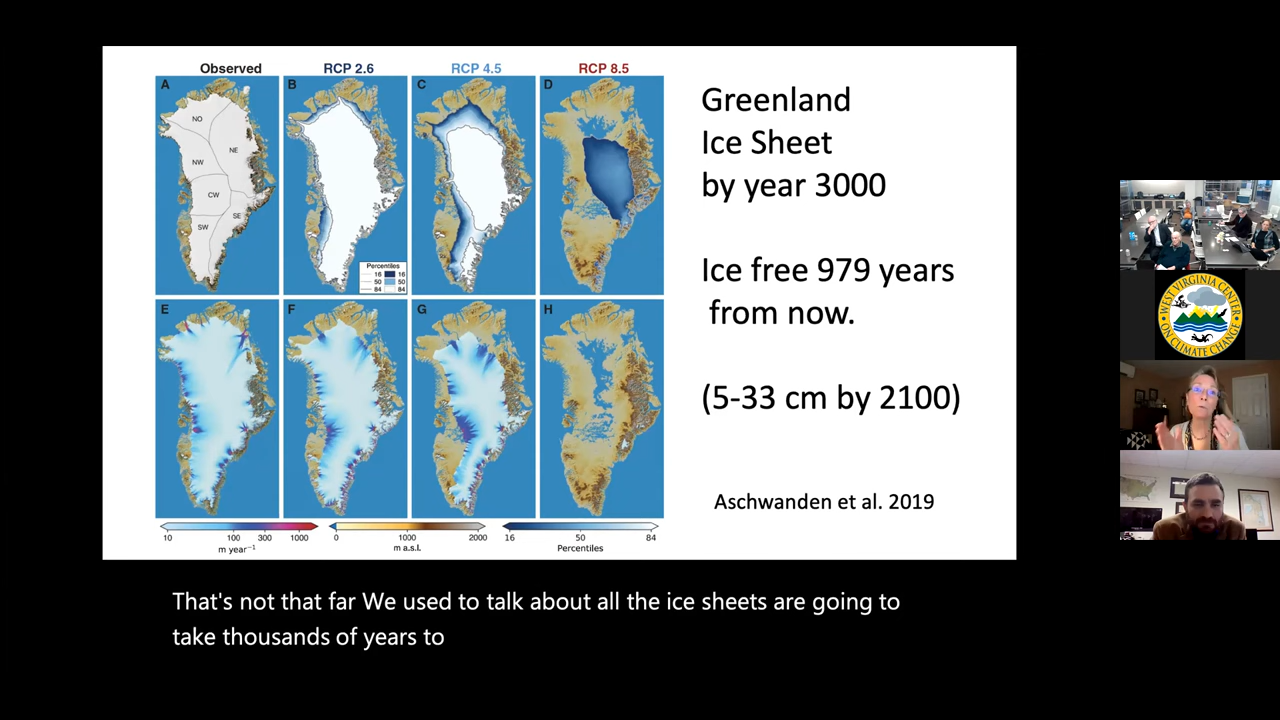 Observed RCP 2.6 RCP 4.5 RCP 8.5
A B C D
NO
NE
NW
CW
SE
SW
Percentiles
16 16
50 50
84 84
E F G H
10 100 300 1000
m year⁻¹
0 1000 2000
m a.s.l.
16 50 84
Percentiles
Greenland
Ice Sheet
by year 3000
Ice free 979 years
from now.
(5-33 cm by 2100)
Aschwanden et al. 2019
WEST VIRGINIA CENTER
ON CLIMATE CHANGE
That's not that far We used to talk about all the ice sheets are going to
take thousands of years to